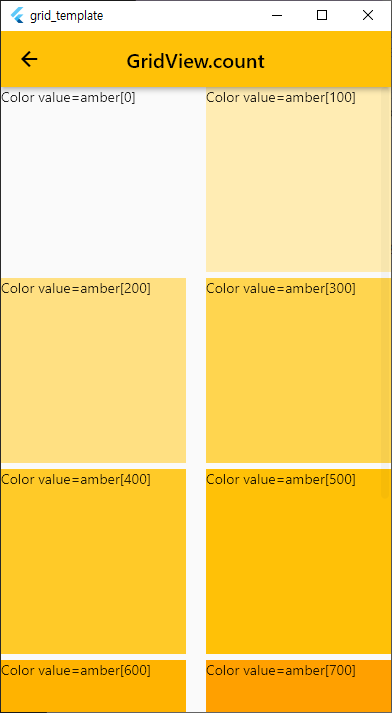 grid_template
GridView.count
Color value=amber[0]
Color value=amber[100]
Color value=amber[200]
Color value=amber[300]
Color value=amber[400]
Color value=amber[500]
Color value=amber[600]
Color value=amber[700]